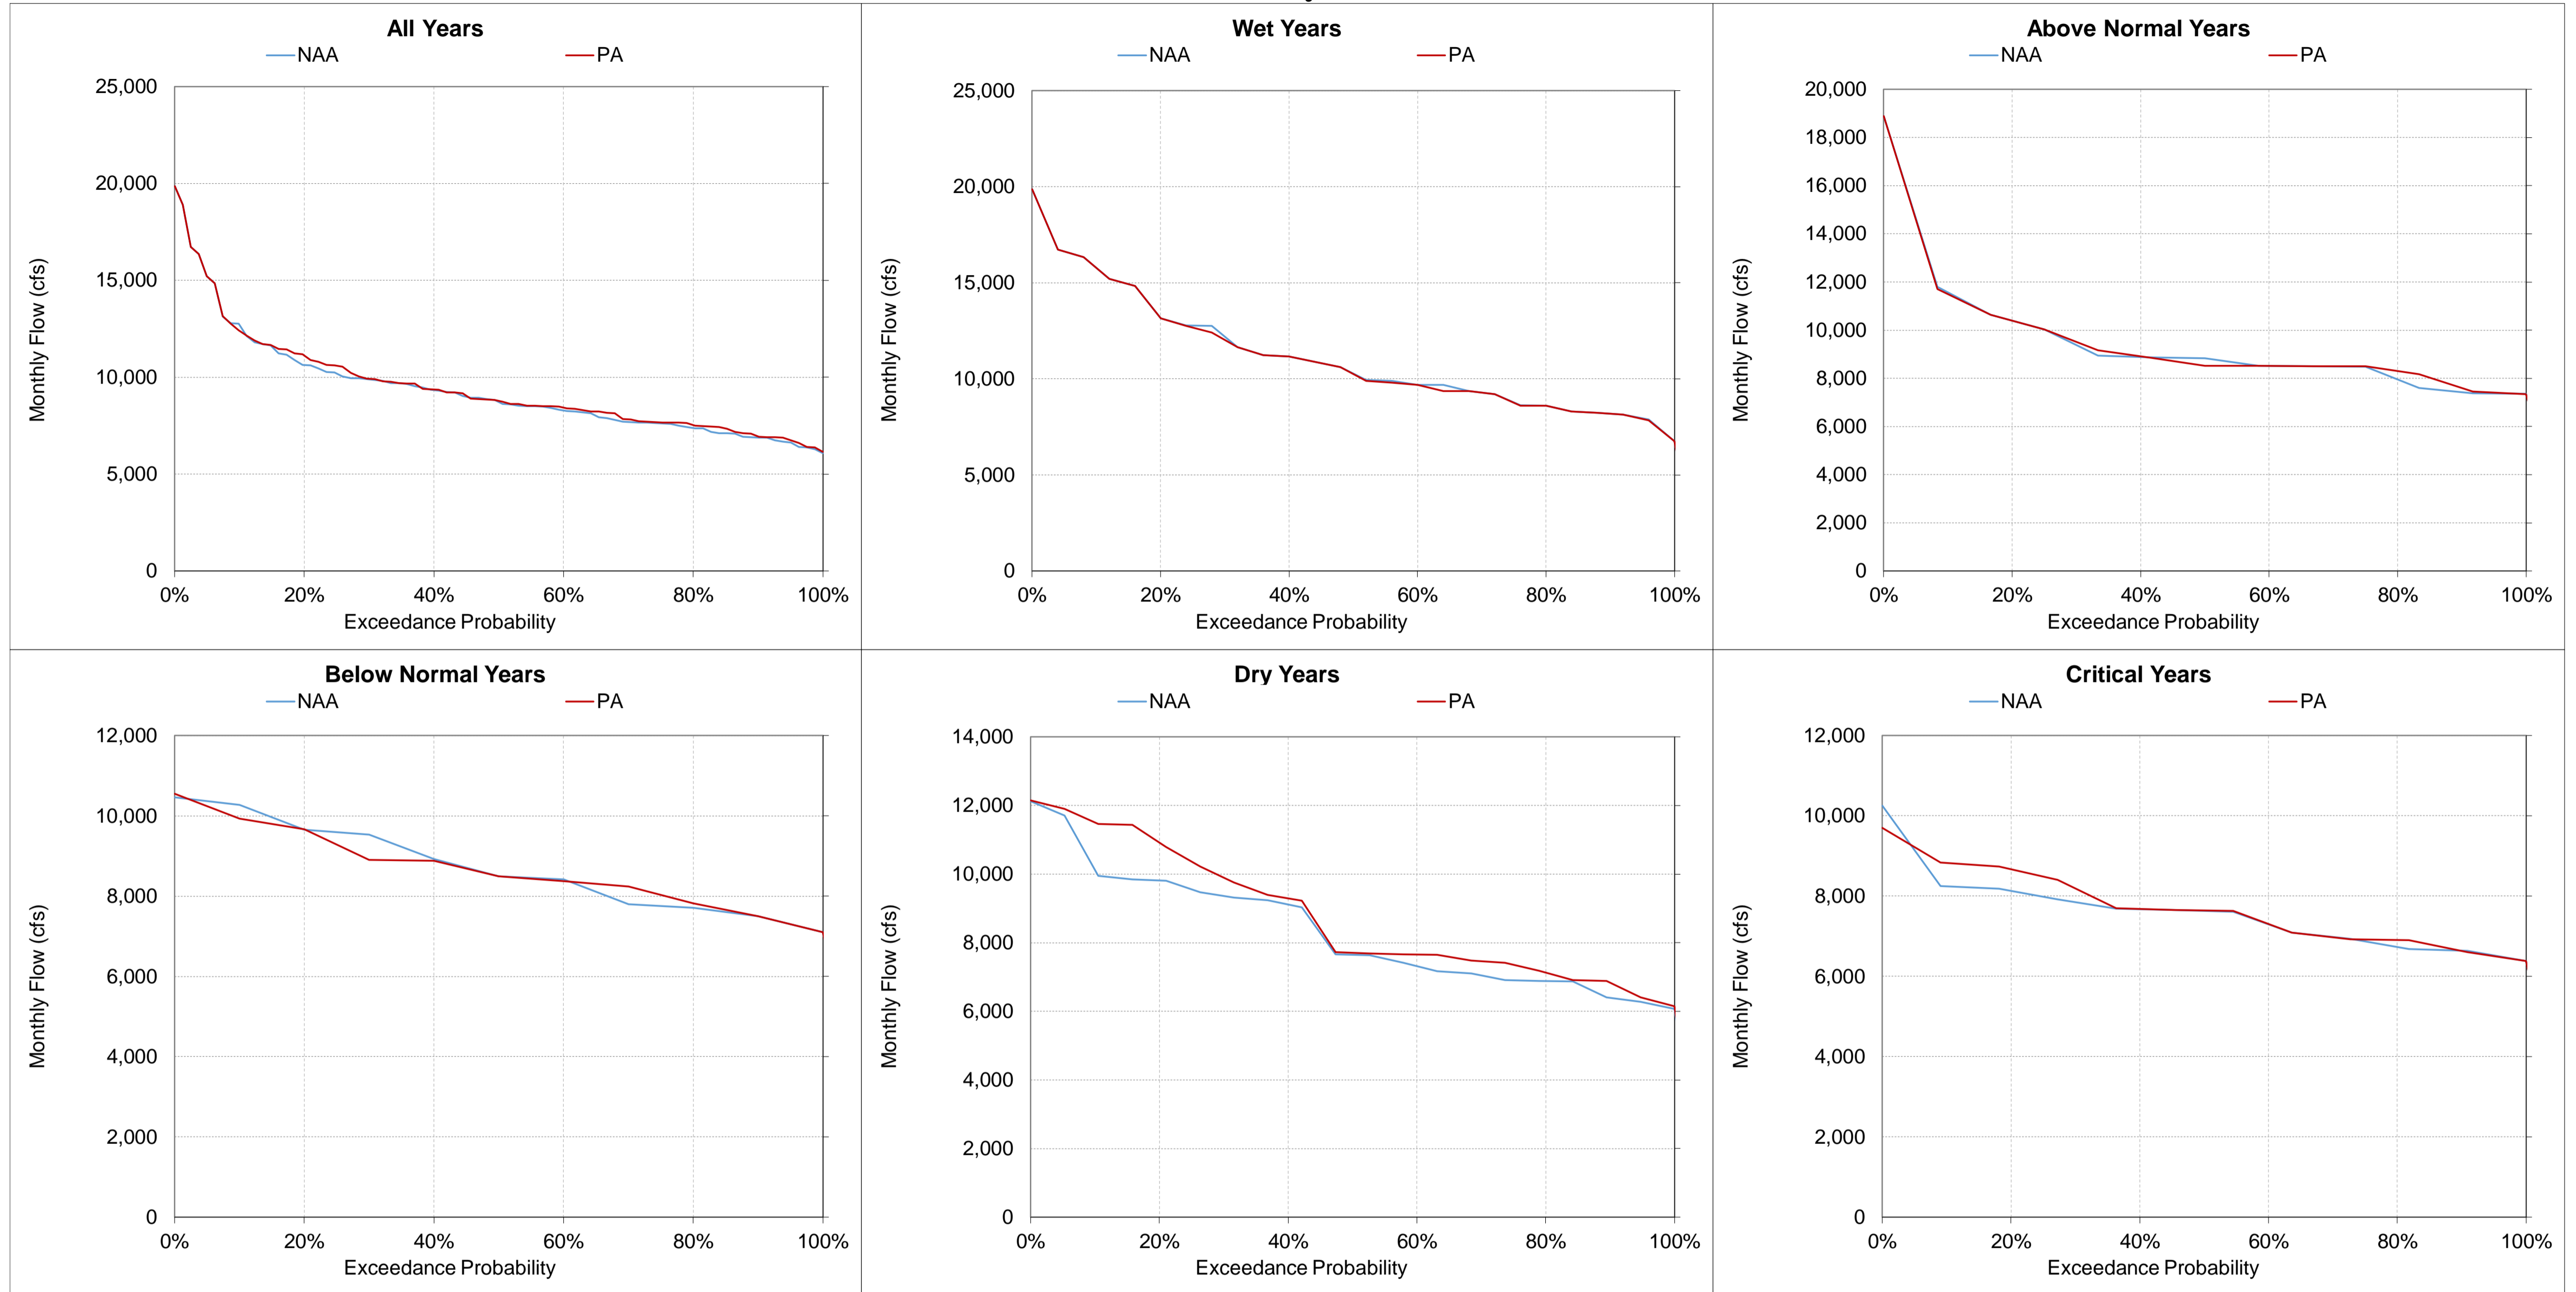 All Years
NAA PA
25,000
20,000
15,000
10,000
5,000
0
0% 20% 40% 60% 80% 100%
Monthly Flow (cfs)
Exceedance Probability
Wet Years
NAA PA
25,000
20,000
15,000
10,000
5,000
0
0% 20% 40% 60% 80% 100%
Monthly Flow (cfs)
Exceedance Probability
Above Normal Years
NAA PA
20,000
18,000
16,000
14,000
12,000
10,000
8,000
6,000
4,000
2,000
0
0% 20% 40% 60% 80% 100%
Monthly Flow (cfs)
Exceedance Probability
Below Normal Years
NAA PA
12,000
10,000
8,000
6,000
4,000
2,000
0
0% 20% 40% 60% 80% 100%
Monthly Flow (cfs)
Exceedance Probability
Dry Years
NAA PA
14,000
12,000
10,000
8,000
6,000
4,000
2,000
0
0% 20% 40% 60% 80% 100%
Monthly Flow (cfs)
Exceedance Probability
Critical Years
NAA PA
12,000
10,000
8,000
6,000
4,000
2,000
0
0% 20% 40% 60% 80% 100%
Monthly Flow (cfs)
Exceedance Probability